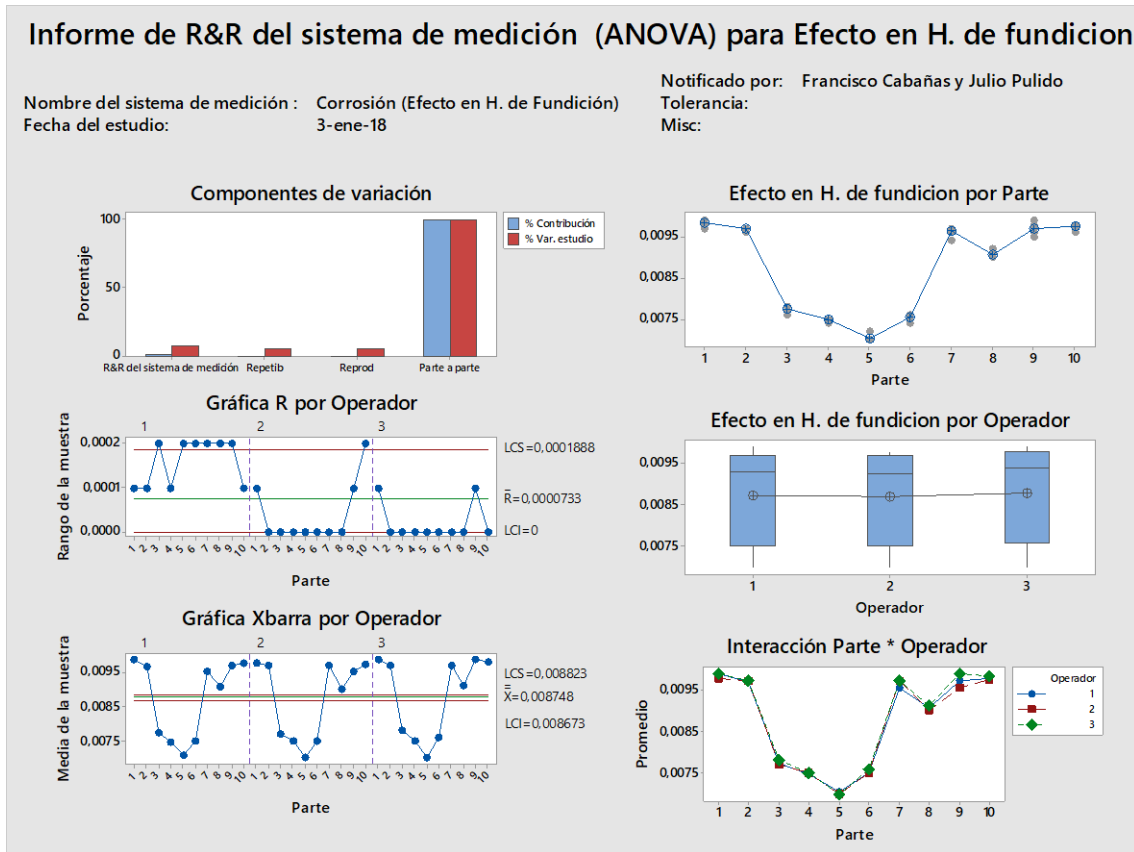 Informe de R&R del sistema de medición (ANOVA) para Efecto en H. de fundicion
Nombre del sistema de medición : Corrosión (Efecto en H. de Fundición)
Fecha del estudio: 3-ene-18
Notificado por: Francisco Cabañas y Julio Pulido
Tolerancia:
Misc:
Componentes de variación
Porcentaje
100
50
0
R&R del sistema de medición Repetib Reprod Parte a parte
% Contribución
% Var. estudio
Gráfica R por Operador
Rango de la muestra
1 2 3
0,0002
0,0001
0,0000
LCS=0,0001888
R=0,0000733
LCI=0
1 2 3 4 5 6 7 8 9 10 1 2 3 4 5 6 7 8 9 10 1 2 3 4 5 6 7 8 9 10
Parte
Gráfica Xbarra por Operador
Media de la muestra
1 2 3
0,0095
0,0085
0,0075
LCS=0,008823
X=0,008748
LCI=0,008673
1 2 3 4 5 6 7 8 9 10 1 2 3 4 5 6 7 8 9 10 1 2 3 4 5 6 7 8 9 10
Parte
Efecto en H. de fundicion por Parte
0,0095
0,0085
0,0075
1 2 3 4 5 6 7 8 9 10
Parte
Efecto en H. de fundicion por Operador
0,0095
0,0085
0,0075
1 2 3
Operador
Interacción Parte * Operador
Promedio
0,0095
0,0085
0,0075
1 2 3 4 5 6 7 8 9 10
Parte
Operador
1
2
3